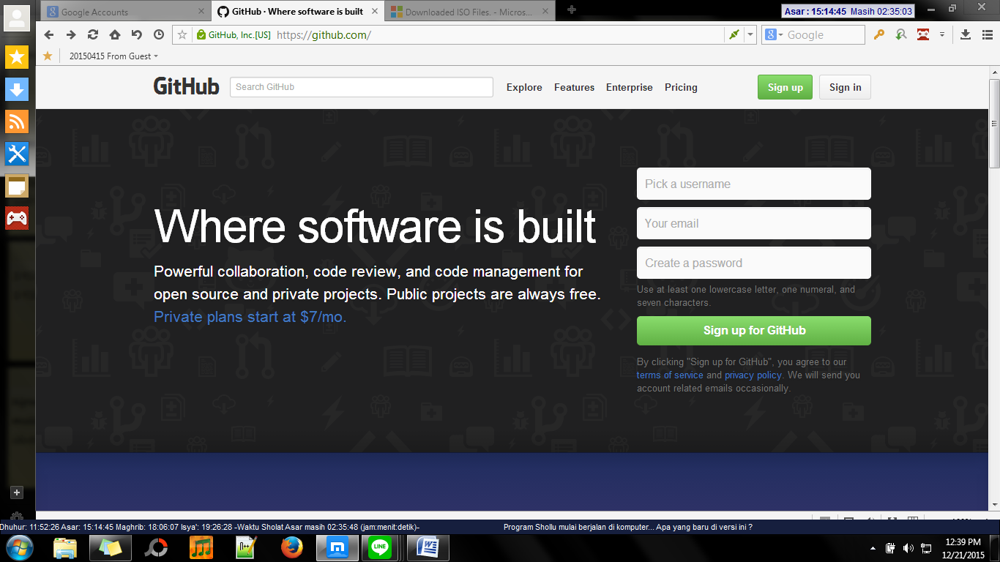 Google Accounts
GitHub · Where software is built
Downloaded ISO Files. - Micros...
Asar : 15:14:45 Masih 02:35:03
GitHub, Inc.[US]
https://github.com/
Google
20150415 From Guest
GitHub
Search GitHub
Explore
Features
Enterprise
Pricing
Sign up
Sign in
Where software is built
Powerful collaboration, code review, and code management for
open source and private projects. Public projects are always free.
Private plans start at $7/mo.
Pick a username
Your email
Create a password
Use at least one lowercase letter, one numeral, and
seven characters.
Sign up for GitHub
By clicking "Sign up for GitHub", you agree to our
terms of service and privacy policy. We will send you
account related emails occasionally.
Dhuhur: 11:52:26 Asar: 15:14:45 Maghrib: 18:06:07 Isya': 19:26:28 -Waktu Sholat Asar masih 02:35:48 (jam:menit:detik)-
Program Shollu mulai berjalan di komputer... Apa yang baru di versi ini ?
LINE
12:39 PM
12/21/2015